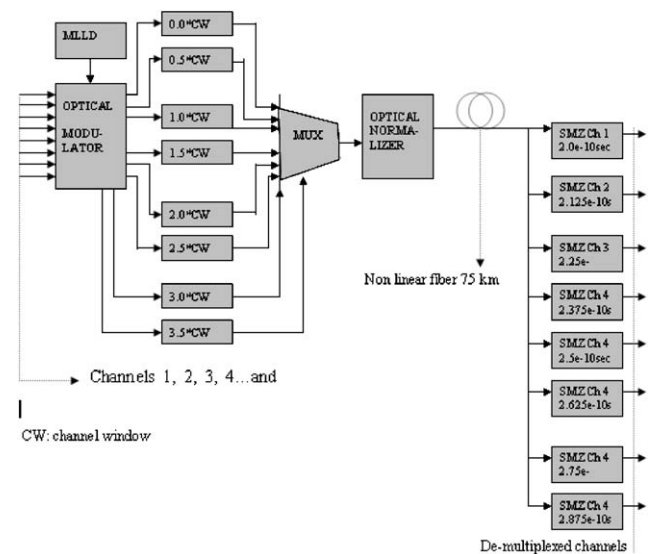 MLLD
OPTICAL
MODU-
LATOR
0.0*CW
0.5*CW
1.0*CW
1.5*CW
2.0*CW
2.5*CW
3.0*CW
3.5*CW
MUX
OPTICAL
NORMA-
LIZER
Non linear fiber 75 km
SMZ Ch 1
2.0e-10sec
SMZ Ch 2
2.125e-10s
SMZ Ch 3
2.25e-
SMZ Ch 4
2.375e-10s
SMZ Ch 4
2.5e-10sec
SMZ Ch 4
2.625e-10s
SMZ Ch 4
2.75e-
SMZ Ch 4
2.875e-10s
Channels 1, 2, 3, 4...and
CW: channel window
De-multiplexed channels